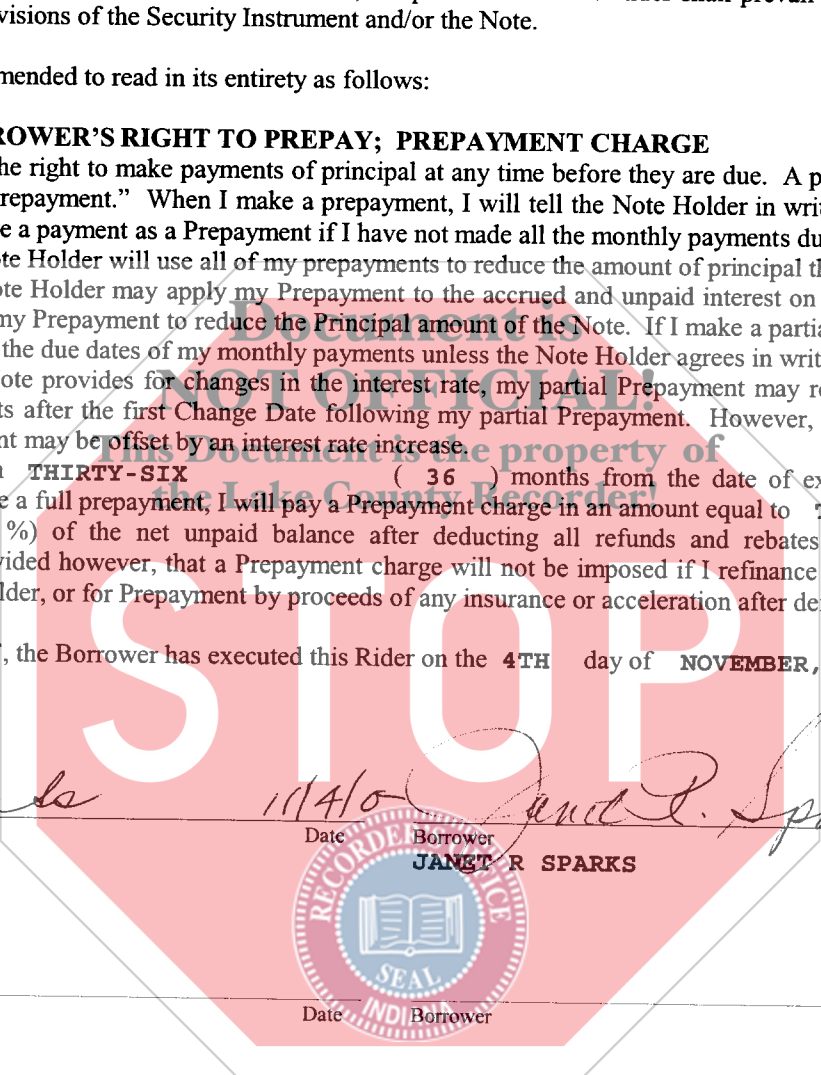 visions of the Security Instrument and/or the Note.
mended to read in its entirety as follows:
ROWER'S RIGHT TO PREPAY; PREPAYMENT CHARGE
he right to make payments of principal at any time before they are due. A p
repayment." When I make a prepayment, I will tell the Note Holder in writ
e a payment as a Prepayment if I have not made all the monthly payments du
ote Holder will use all of my prepayments to reduce the amount of principal th
ote Holder may apply my Prepayment to the accrued and unpaid interest on
Document is
my Prepayment to reduce the Principal amount of the Note. If I make a partia
the due dates of my monthly payments unless the Note Holder agrees in writ
NOT OFFICIAL!
ote provides for changes in the interest rate, my partial Prepayment may re
ts after the first Change Date following my partial Prepayment. However,
nt may be offset by an interest rate increase.
This Document is the property of
THIRTY-SIX ( 36 ) months from the date of ex
the Lake County Recorder!
e a full prepayment, I will pay a Prepayment charge in an amount equal to T
%) of the net unpaid balance after deducting all refunds and rebates
vided however, that a Prepayment charge will not be imposed if I refinance
lder, or for Prepayment by proceeds of any insurance or acceleration after de
STOP
, the Borrower has executed this Rider on the 4TH day of NOVEMBER,
11/4/0 Janet R. Sp
Date Borrower
JANET R SPARKS
RECORDER'S OFFICE
SEAL
INDIANA
Date Borrower